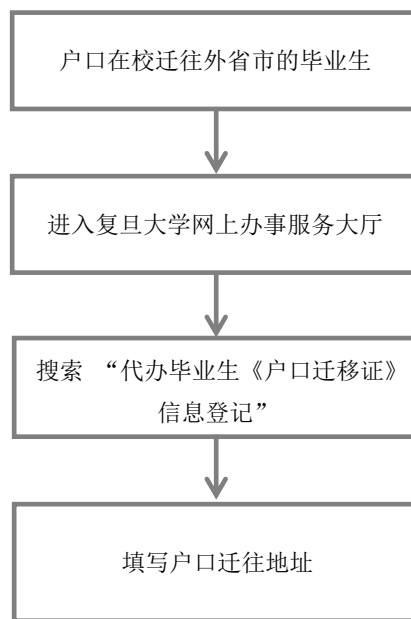 户口在校迁往外省市的毕业生
进入复旦大学网上办事服务大厅
搜索 “代办毕业生《户口迁移证》
信息登记”
填写户口迁往地址